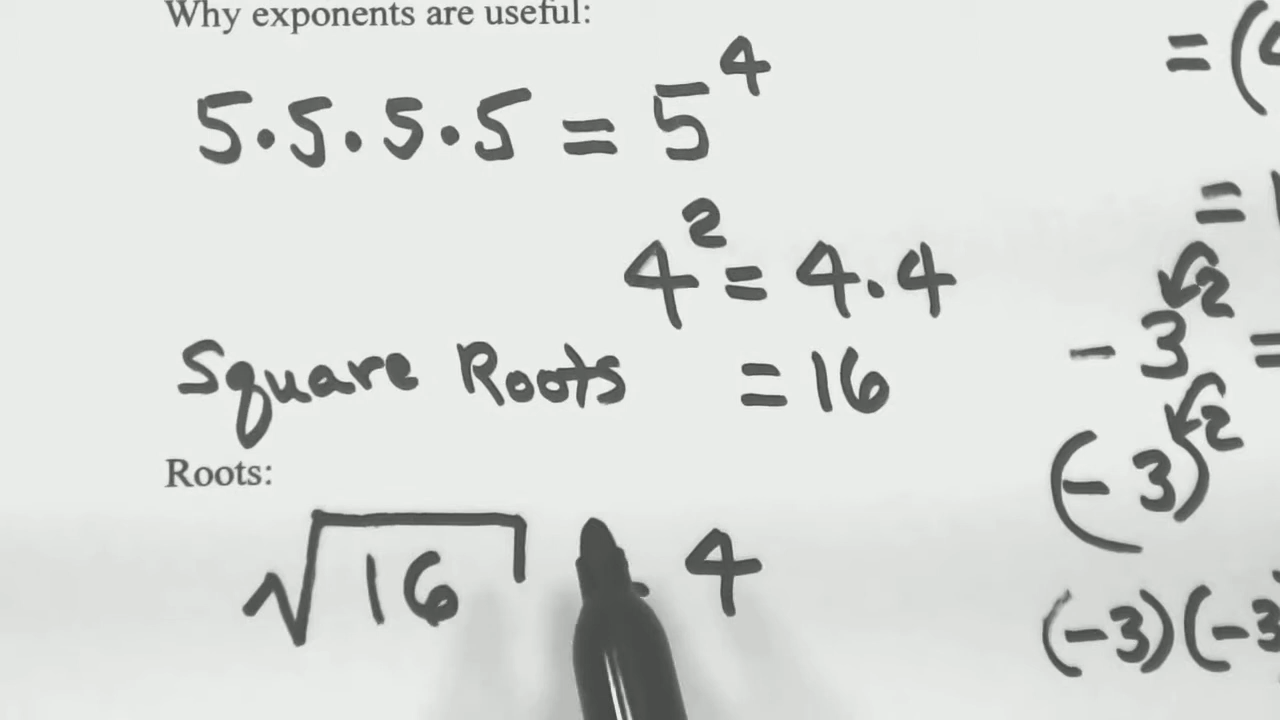 Why exponents are useful:
5·5·5·5 = 5⁴
4² = 4·4
= 16
Square Roots
Roots:
√16 4
= (4
=
- 3² =
(- 3)²
(-3)(-3